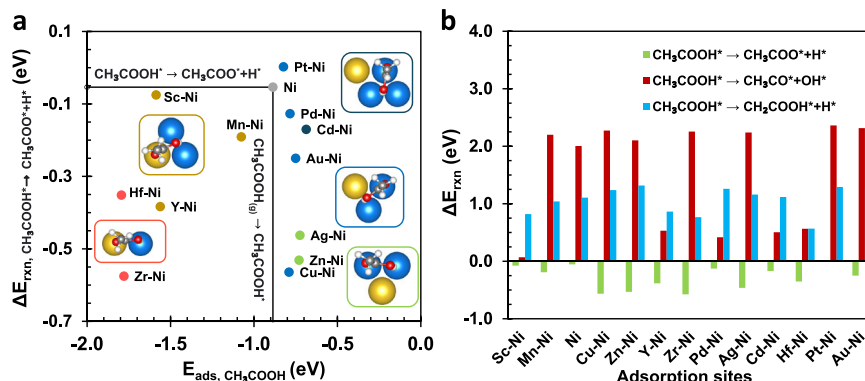 a
0.1
-0.1
-0.3
-0.5
-0.7
-2.0
-1.5
-1.0
-0.5
0.0
ΔErxn, CH3COOH*→ CH3COO*+H* (eV)
Eads, CH3COOH (eV)
CH₃COOH* → CH₃COO*+H*
CH₃COOH(g) → CH₃COOH*
Pt-Ni
Ni
Sc-Ni
Pd-Ni
Cd-Ni
Mn-Ni
Au-Ni
Hf-Ni
Y-Ni
Ag-Ni
Zn-Ni
Zr-Ni
Cu-Ni
b
4.0
3.0
2.0
1.0
0.0
-1.0
ΔErxn (eV)
CH₃COOH* → CH₃COO*+H*
CH₃COOH* → CH₃CO*+OH*
CH₃COOH* → CH₂COOH*+H*
Sc-Ni
Mn-Ni
Ni
Cu-Ni
Zn-Ni
Y-Ni
Zr-Ni
Pd-Ni
Ag-Ni
Cd-Ni
Hf-Ni
Pt-Ni
Au-Ni
Adsorption sites